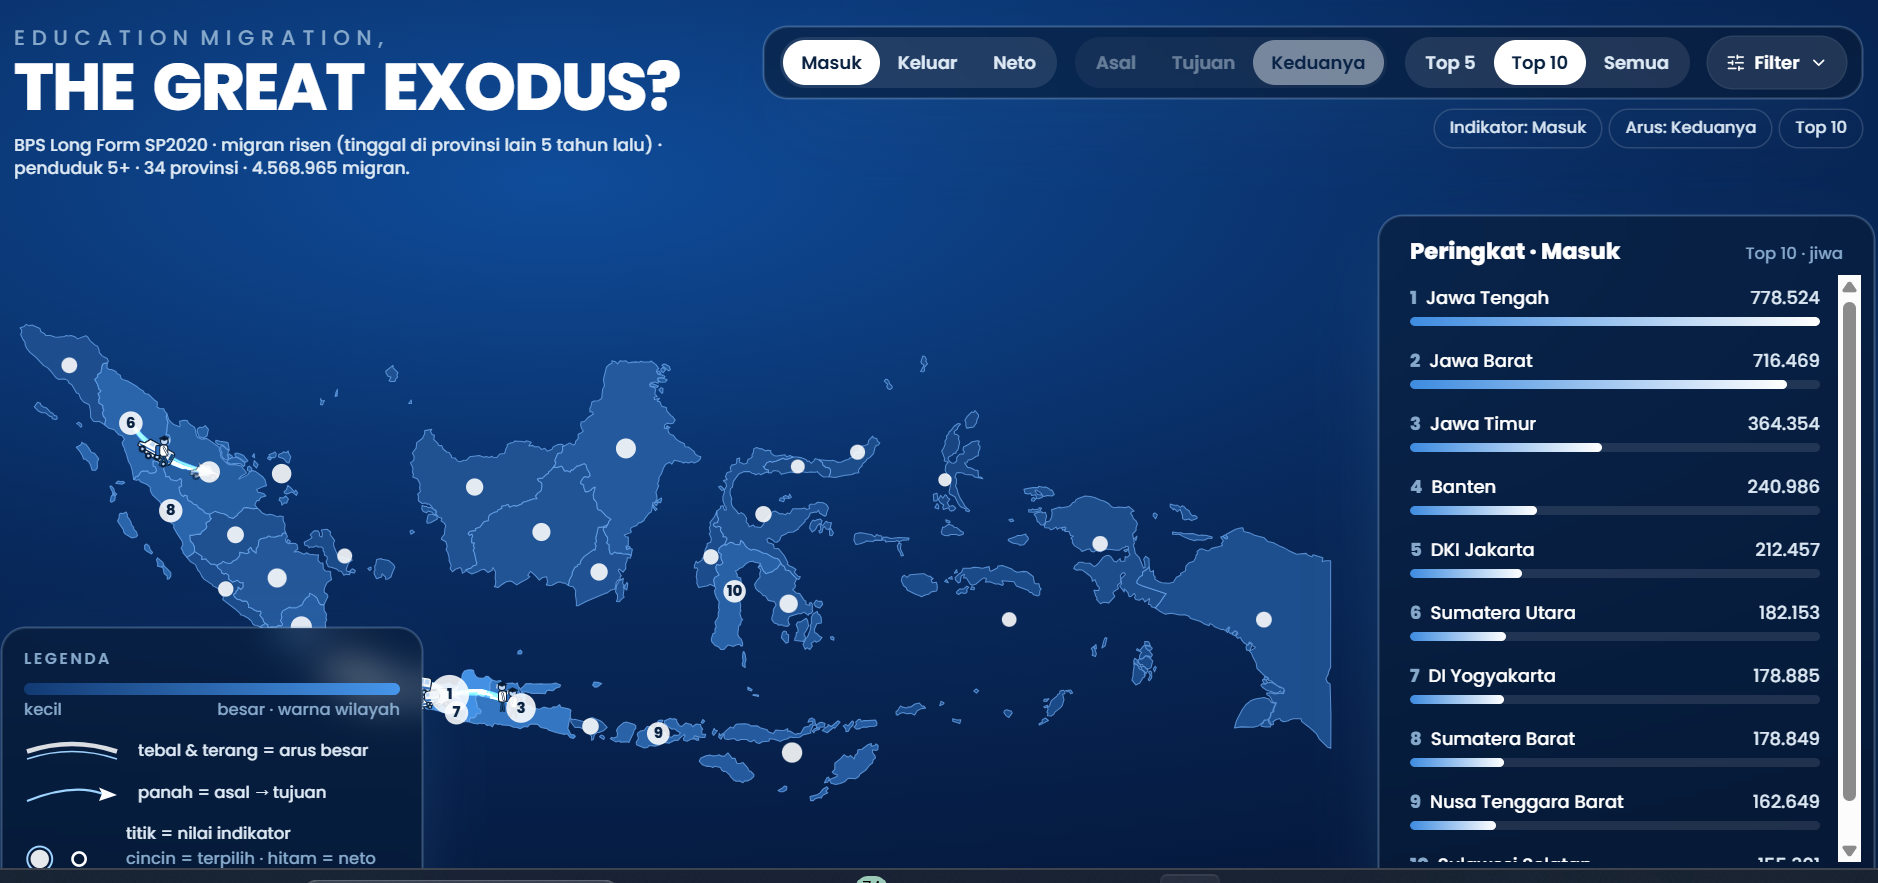 EDUCATION MIGRATION,
THE GREAT EXODUS?
BPS Long Form SP2020 · migran risen (tinggal di provinsi lain 5 tahun lalu) ·
penduduk 5+ · 34 provinsi · 4.568.965 migran.
Masuk Keluar Neto Asal Tujuan Keduanya Top 5 Top 10 Semua Filter
Indikator: Masuk Arus: Keduanya Top 10
Peringkat · Masuk Top 10 · jiwa
1 Jawa Tengah 778.524
2 Jawa Barat 716.469
3 Jawa Timur 364.354
4 Banten 240.986
5 DKI Jakarta 212.457
6 Sumatera Utara 182.153
7 DI Yogyakarta 178.885
8 Sumatera Barat 178.849
9 Nusa Tenggara Barat 162.649
6
8
10
1
7
3
9
LEGENDA
kecil besar · warna wilayah
tebal & terang = arus besar
panah = asal → tujuan
titik = nilai indikator
cincin = terpilih · hitam = neto